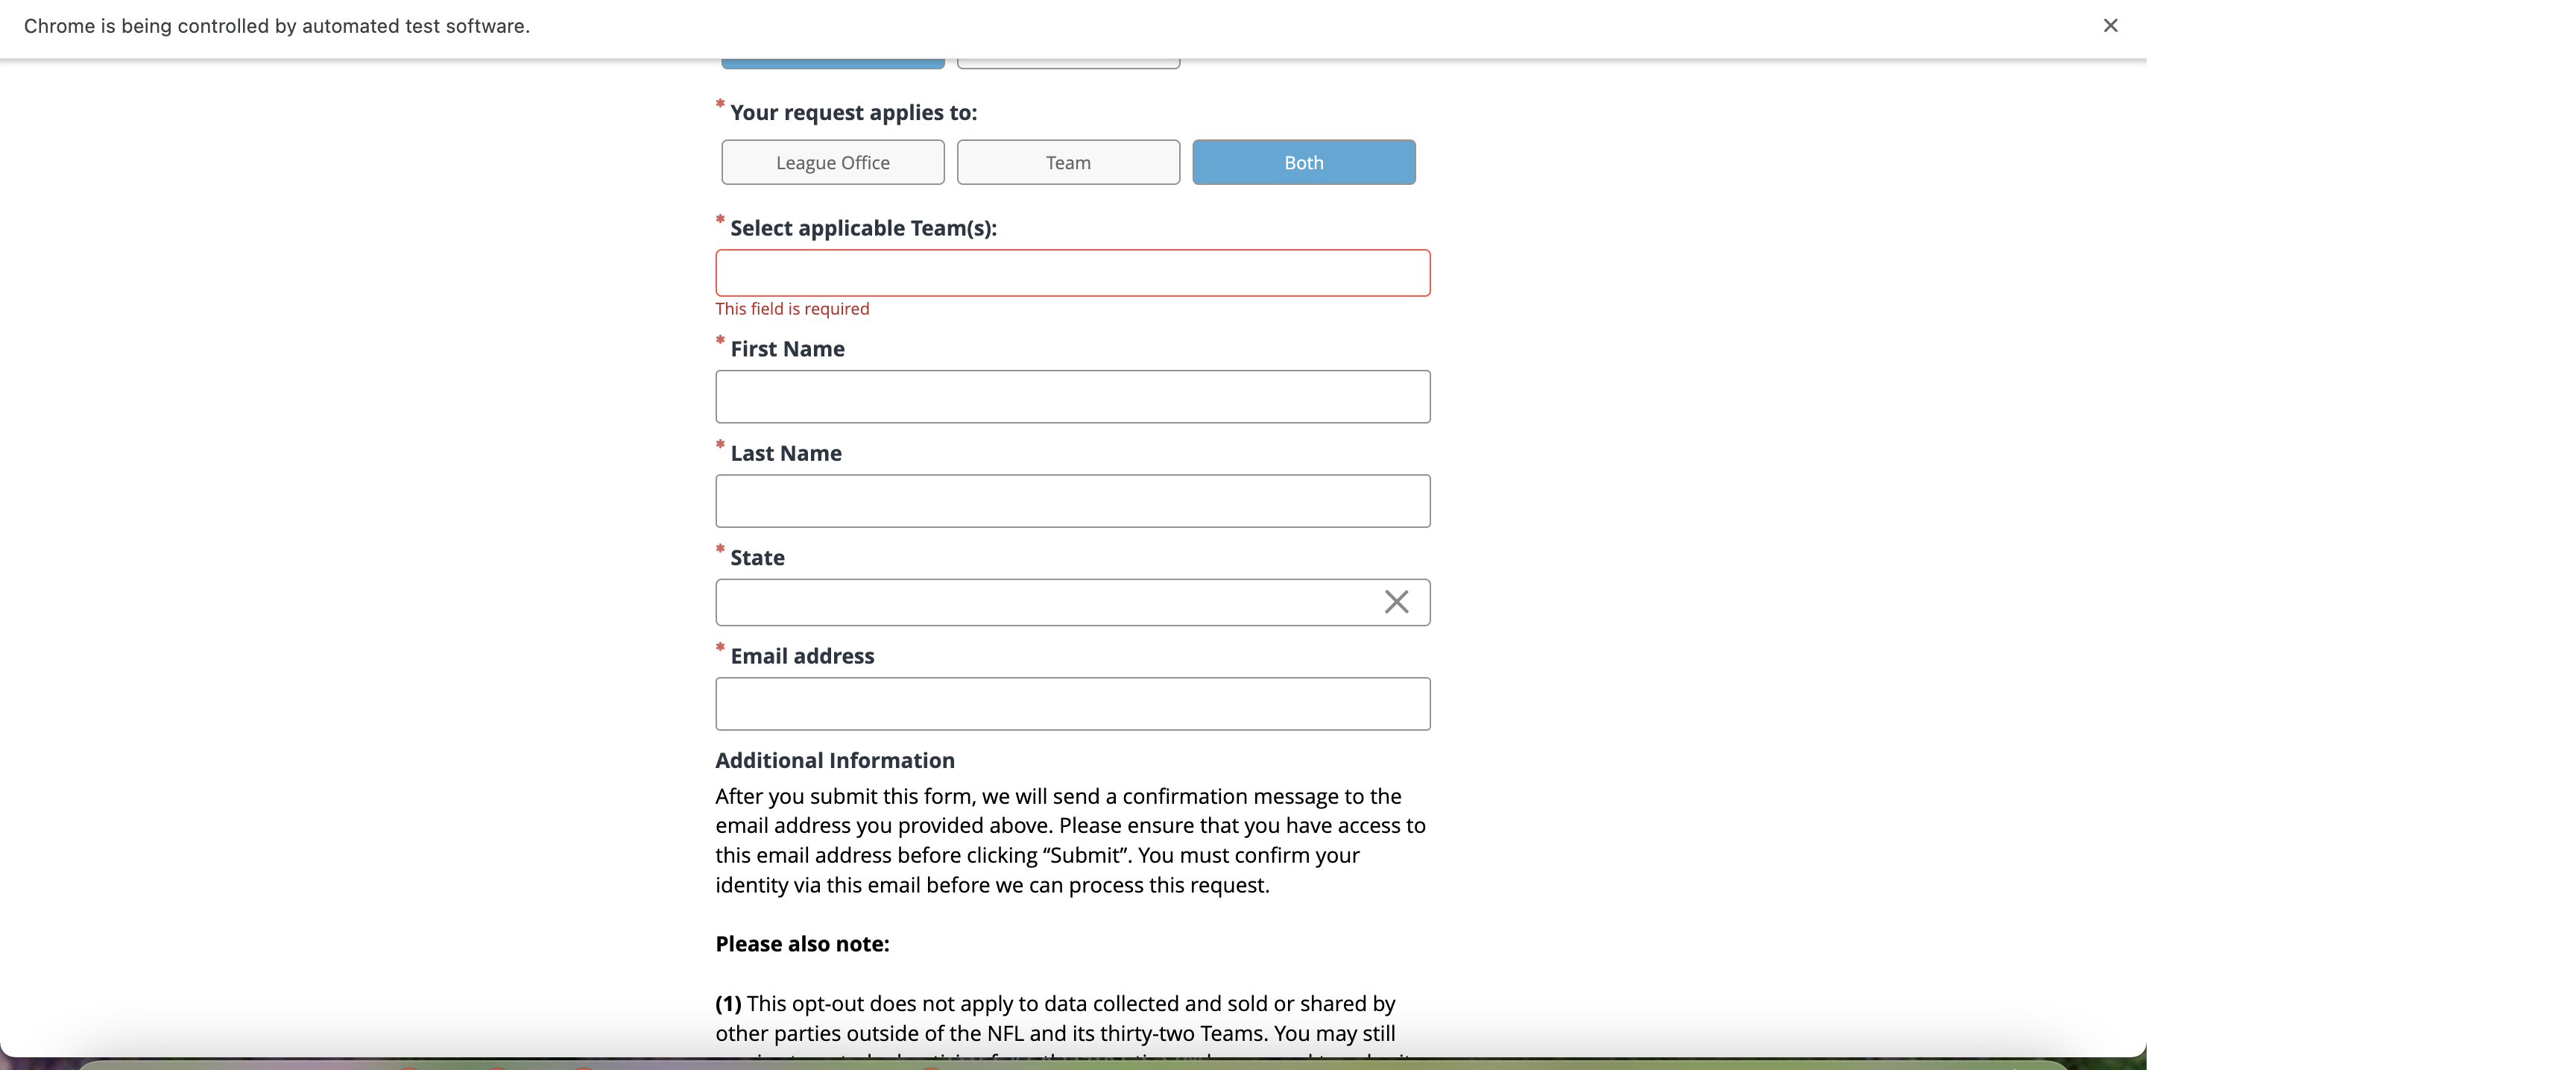 Chrome is being controlled by automated test software.
* Your request applies to:
League Office Team Both
* Select applicable Team(s):
This field is required
* First Name
* Last Name
* State
* Email address
Additional Information
After you submit this form, we will send a confirmation message to the
email address you provided above. Please ensure that you have access to
this email address before clicking “Submit”. You must confirm your
identity via this email before we can process this request.
Please also note:
(1) This opt-out does not apply to data collected and sold or shared by
other parties outside of the NFL and its thirty-two Teams. You may still